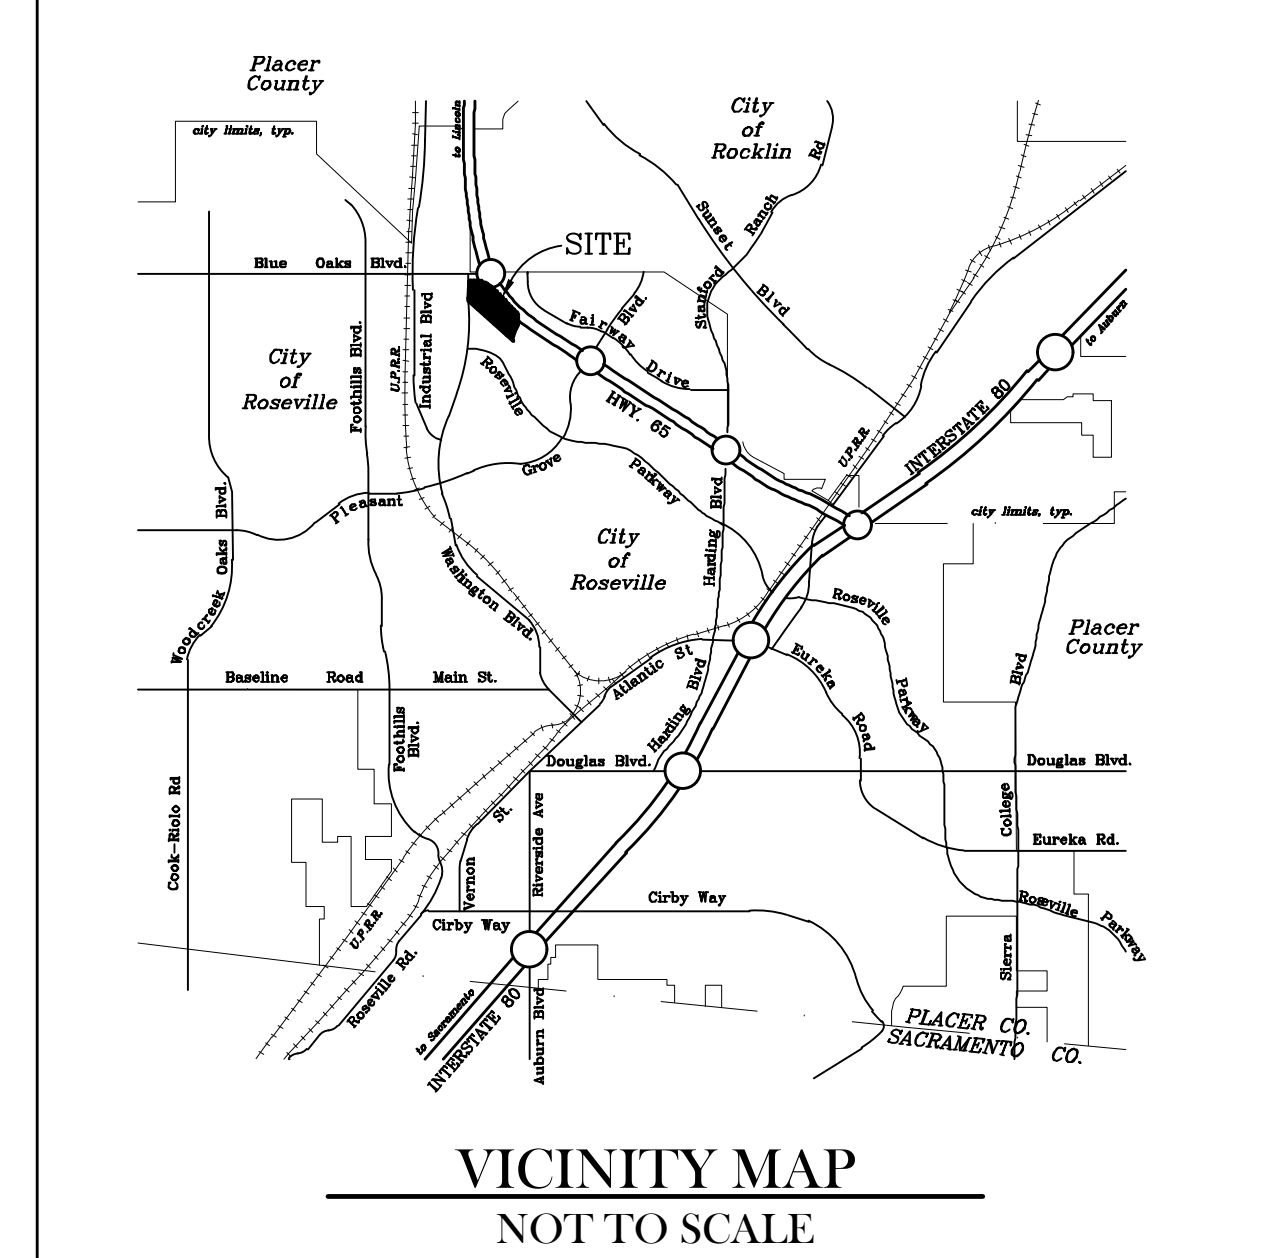 Placer
County
city limits, typ.
to Lincoln
City
of
Rocklin
Rd
Ranch
Sunset
Stanford
Blvd
SITE
Blue Oaks Blvd.
Fairway
Blvd.
Drive
to Auburn
City
of
Roseville
Foothills Blvd.
U.P.R.R.
Industrial Blvd
Roseville
HWY. 65
INTERSTATE 80
U.P.R.R.
Grove
Parkway
Pleasant
Woodcreek Oaks Blvd.
Harding Blvd
city limits, typ.
City
of
Roseville
Washington Blvd.
Roseville
Placer
County
Eureka
Atlantic St
Blvd
Baseline Road Main St.
Parkway
Road
Harding Blvd
Foothills
Blvd.
Douglas Blvd.
Douglas Blvd.
Cook-Riolo Rd
St.
Riverside Ave
College
Eureka Rd.
Vernon
Cirby Way
Cirby Way
Roseville
Parkway
U.P.R.R.
Roseville Rd.
Sierra
to Sacramento
INTERSTATE 80
Auburn Blvd
PLACER CO.
SACRAMENTO CO.
VICINITY MAP
NOT TO SCALE